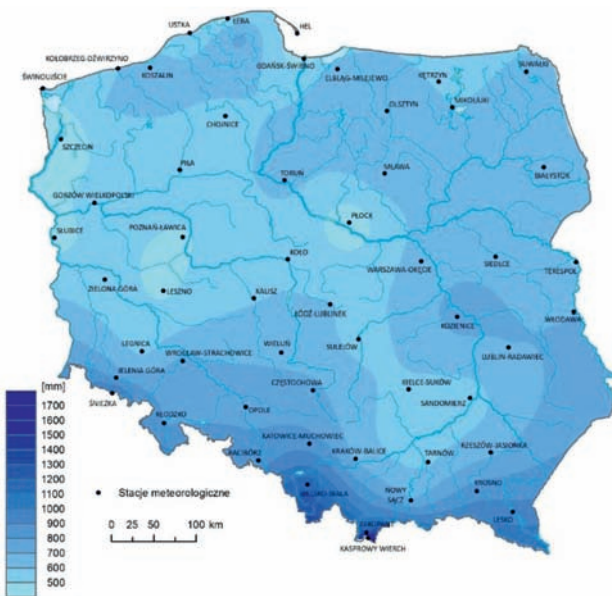 ŁEBA
USTKA
HEL
KOŁOBRZEG-DŹWIRZYNO
KOSZALIN
GDAŃSK-ŚWIBNO
ŚWINOUJŚCIE
ELBLĄG-MILEJEWO
KĘTRZYN
SUWAŁKI
MIKOŁAJKI
OLSZTYN
CHOJNICE
SZCZECIN
PIŁA
TORUŃ
MŁAWA
BIAŁYSTOK
GORZÓW WIELKOPOLSKI
PŁOCK
SŁUBICE
POZNAŃ-ŁAWICA
KOŁO
WARSZAWA-OKĘCIE
SIEDLCE
TERESPOL
ZIELONA GÓRA
LESZNO
KALISZ
ŁÓDŹ-LUBLINEK
KOZIENICE
WŁODAWA
LEGNICA
WROCŁAW-STRACHOWICE
WIELUŃ
SULEJÓW
LUBLIN-RADAWIEC
JELENIA GÓRA
ŚNIEŻKA
CZĘSTOCHOWA
KIELCE-SUKÓW
SANDOMIERZ
KŁODZKO
OPOLE
KATOWICE-MUCHOWIEC
RZESZÓW-JASIONKA
RACIBÓRZ
KRAKÓW-BALICE
TARNÓW
BIELSKO-BIAŁA
NOWY
SĄCZ
KROSNO
LESKO
ZAKOPANE
KASPROWY WIERCH
[mm]
1700
1600
1500
1400
1300
1200
1100
1000
900
800
700
600
500
Stacje meteorologiczne
0 25 50 100 km